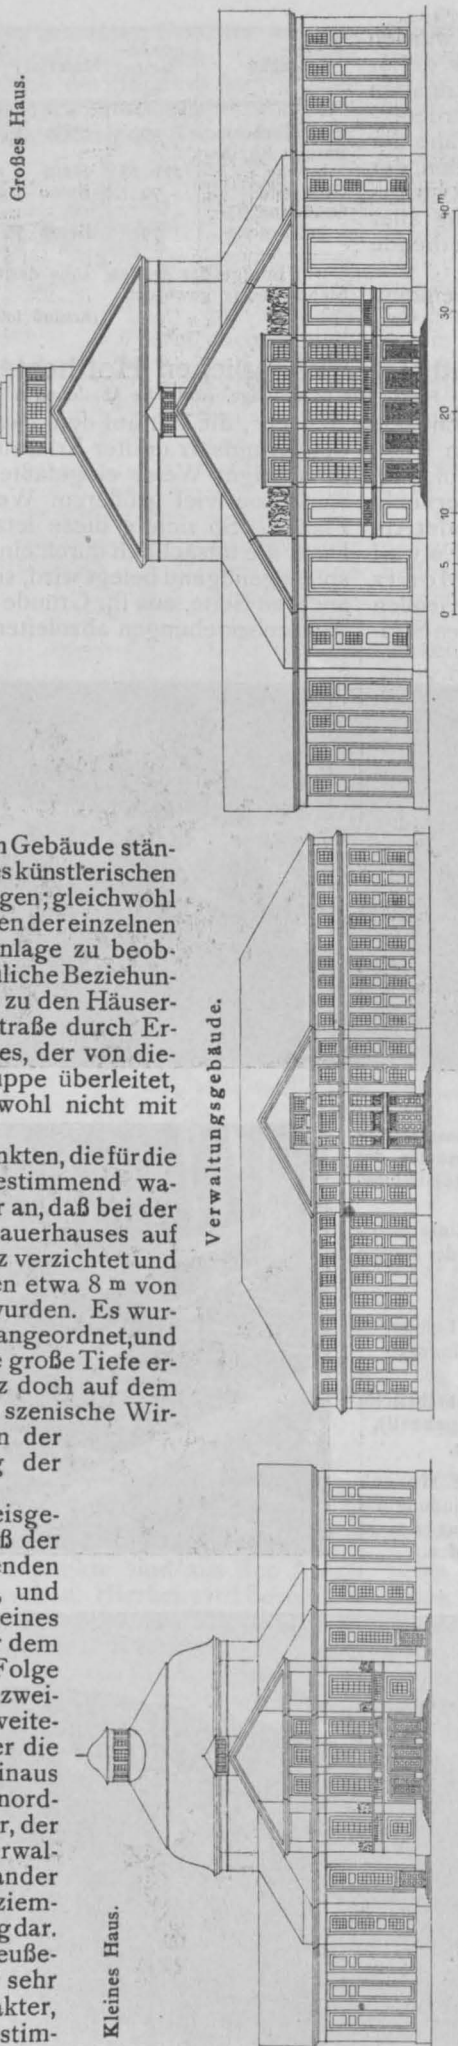 Großes Haus.
40 m
30
20
10
5
0
Verwaltungsgebäude.
Kleines Haus.
n Gebäude stän-
es künstlerischen
gen; gleichwohl
en der einzelnen
nlage zu beob-
dliche Beziehun-
zu den Häuser-
traße durch Er-
es, der von die-
uppe überleitet,
wohl nicht mit
nkten, die für die
estimmend wa-
r an, daß bei der
auerhauses auf
z verzichtet und
en etwa 8 m von
wurden. Es wur-
angeordnet, und
e große Tiefe er-
z doch auf dem
szenische Wir-
n der
g der
eisge-
ß der
enden
, und
eines
r dem
Folge
zwei-
weite-
er die
inaus
nord-
r, der
erwal-
ander
ziem-
g dar.
euße-
sehr
akter,
stim-